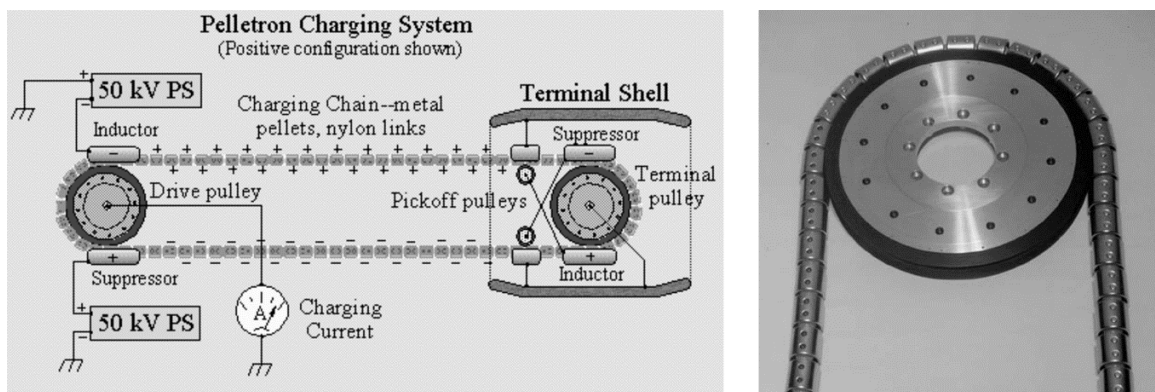 Pelletron Charging System
(Positive configuration shown)
+
50 kV PS
−
Inductor
−
Charging Chain--metal
pellets, nylon links
Terminal Shell
Suppressor
−
+ + + + + + + + + + + + +
+ + + + + + + + + + + + +
Drive pulley
Pickoff pulleys
Terminal
pulley
− − − − − − − − − − − −
− − − − − − − − − − − −
+
Suppressor
+
Inductor
+
50 kV PS
−
A
Charging
Current